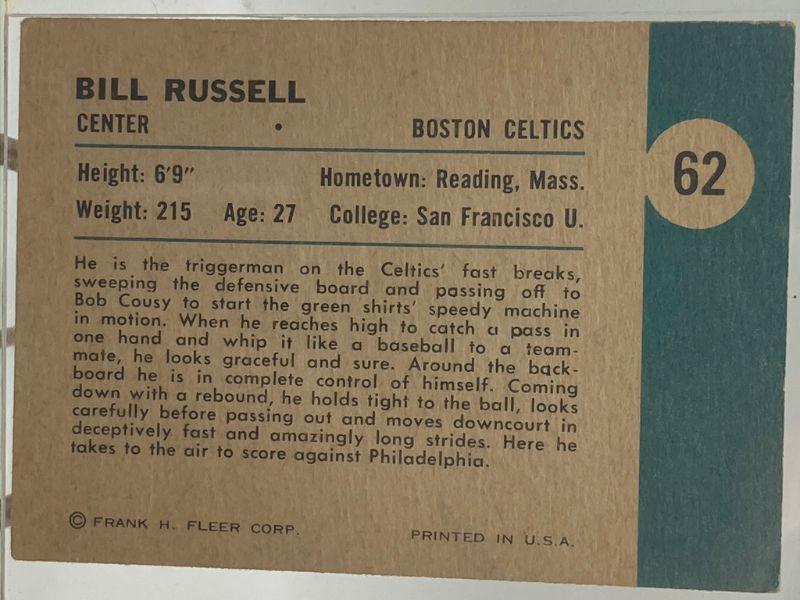 BILL RUSSELL
CENTER • BOSTON CELTICS
62
Height: 6'9" Hometown: Reading, Mass.
Weight: 215 Age: 27 College: San Francisco U.
He is the triggerman on the Celtics' fast breaks,
sweeping the defensive board and passing off to
Bob Cousy to start the green shirts' speedy machine
in motion. When he reaches high to catch a pass in
one hand and whip it like a baseball to a team-
mate, he looks graceful and sure. Around the back-
board he is in complete control of himself. Coming
down with a rebound, he holds tight to the ball, looks
carefully before passing out and moves downcourt in
deceptively fast and amazingly long strides. Here he
takes to the air to score against Philadelphia.
© FRANK H. FLEER CORP. PRINTED IN U.S.A.